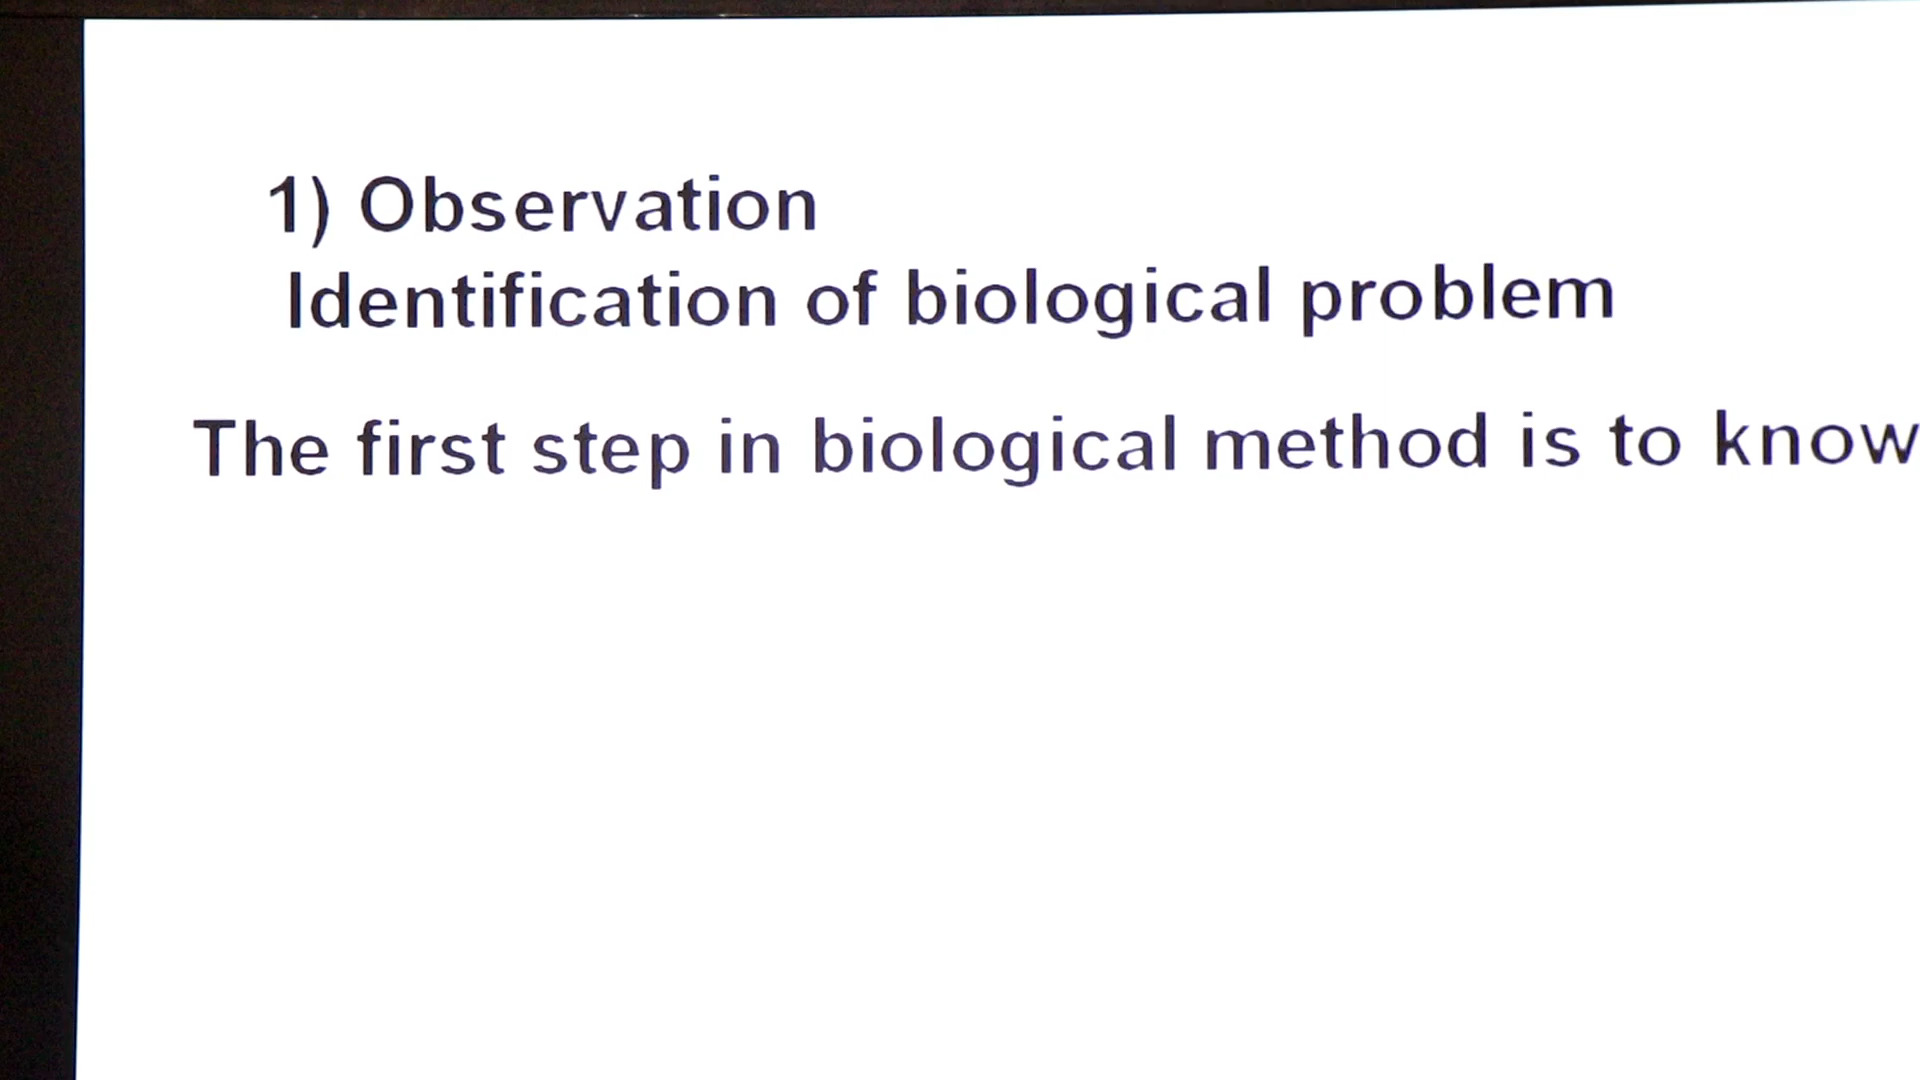 1) Observation
Identification of biological problem
The first step in biological method is to know